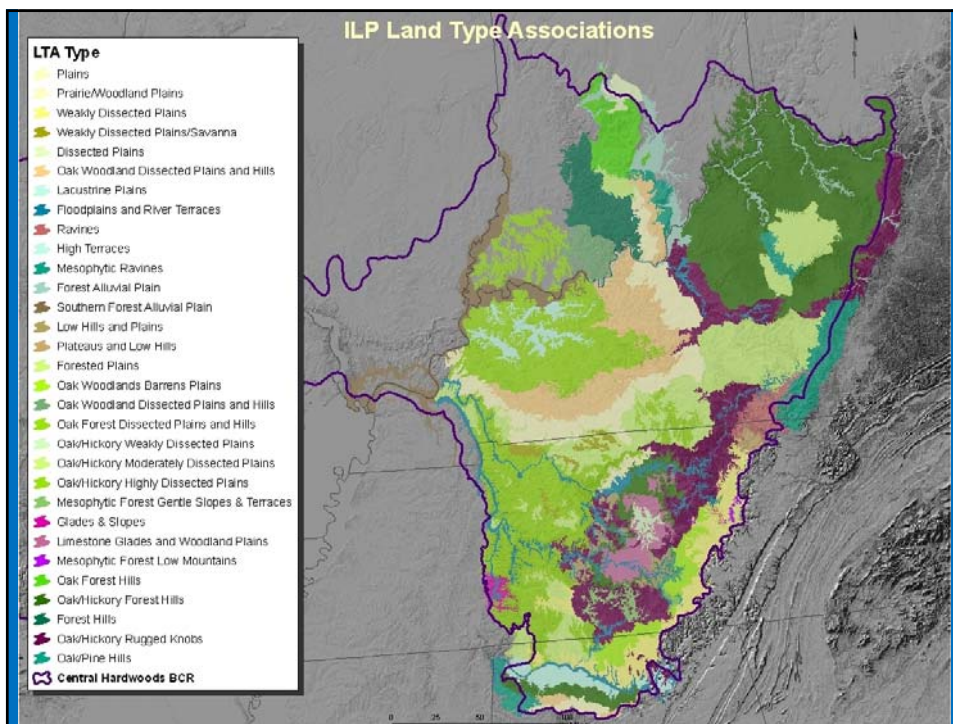 ILP Land Type Associations
LTA Type
Plains
Prairie/Woodland Plains
Weakly Dissected Plains
Weakly Dissected Plains/Savanna
Dissected Plains
Oak Woodland Dissected Plains and Hills
Lacustrine Plains
Floodplains and River Terraces
Ravines
High Terraces
Mesophytic Ravines
Forest Alluvial Plain
Southern Forest Alluvial Plain
Low Hills and Plains
Plateaus and Low Hills
Forested Plains
Oak Woodlands Barrens Plains
Oak Woodland Dissected Plains and Hills
Oak Forest Dissected Plains and Hills
Oak/Hickory Weakly Dissected Plains
Oak/Hickory Moderately Dissected Plains
Oak/Hickory Highly Dissected Plains
Mesophytic Forest Gentle Slopes & Terraces
Glades & Slopes
Limestone Glades and Woodland Plains
Mesophytic Forest Low Mountains
Oak Forest Hills
Oak/Hickory Forest Hills
Forest Hills
Oak/Hickory Rugged Knobs
Oak/Pine Hills
Central Hardwoods BCR
0 25 50 100